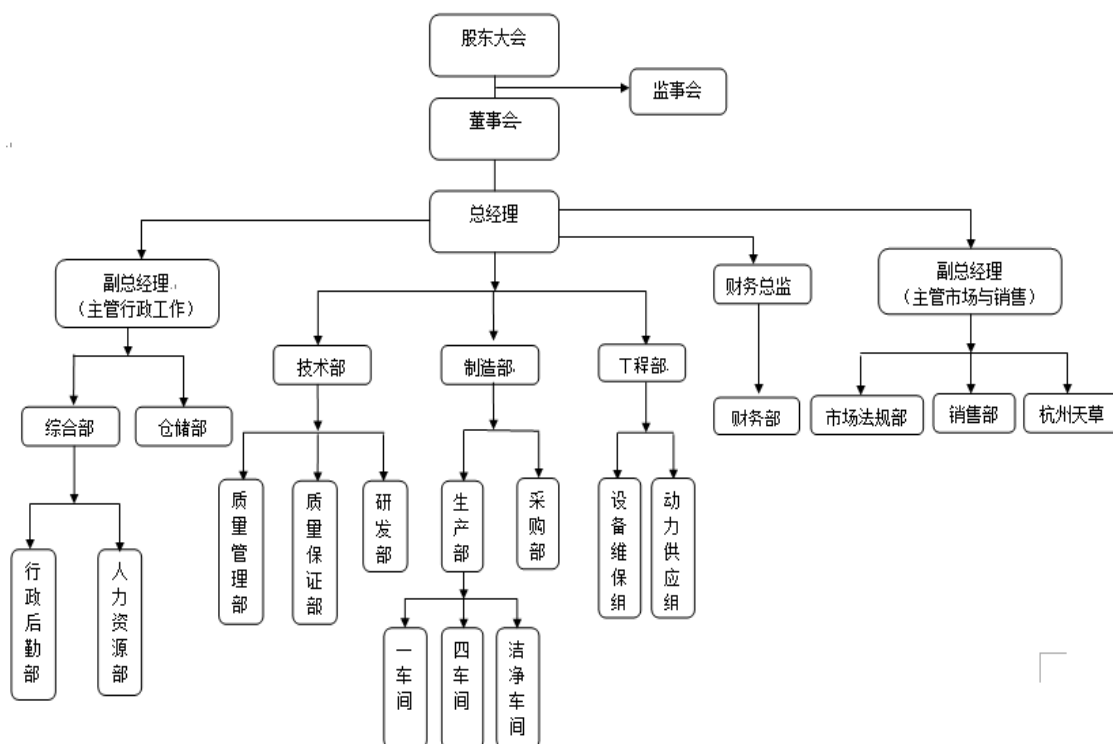 股东大会
监事会
董事会
总经理
副总经理
（主管行政工作）
财务总监
副总经理
（主管市场与销售）
技术部
制造部
工程部
综合部
仓储部
财务部
市场法规部
销售部
杭州天草
质量管理部
质量保证部
研发部
生产部
采购部
设备维保组
动力供应组
行政后勤部
人力资源部
一车间
四车间
洁净车间